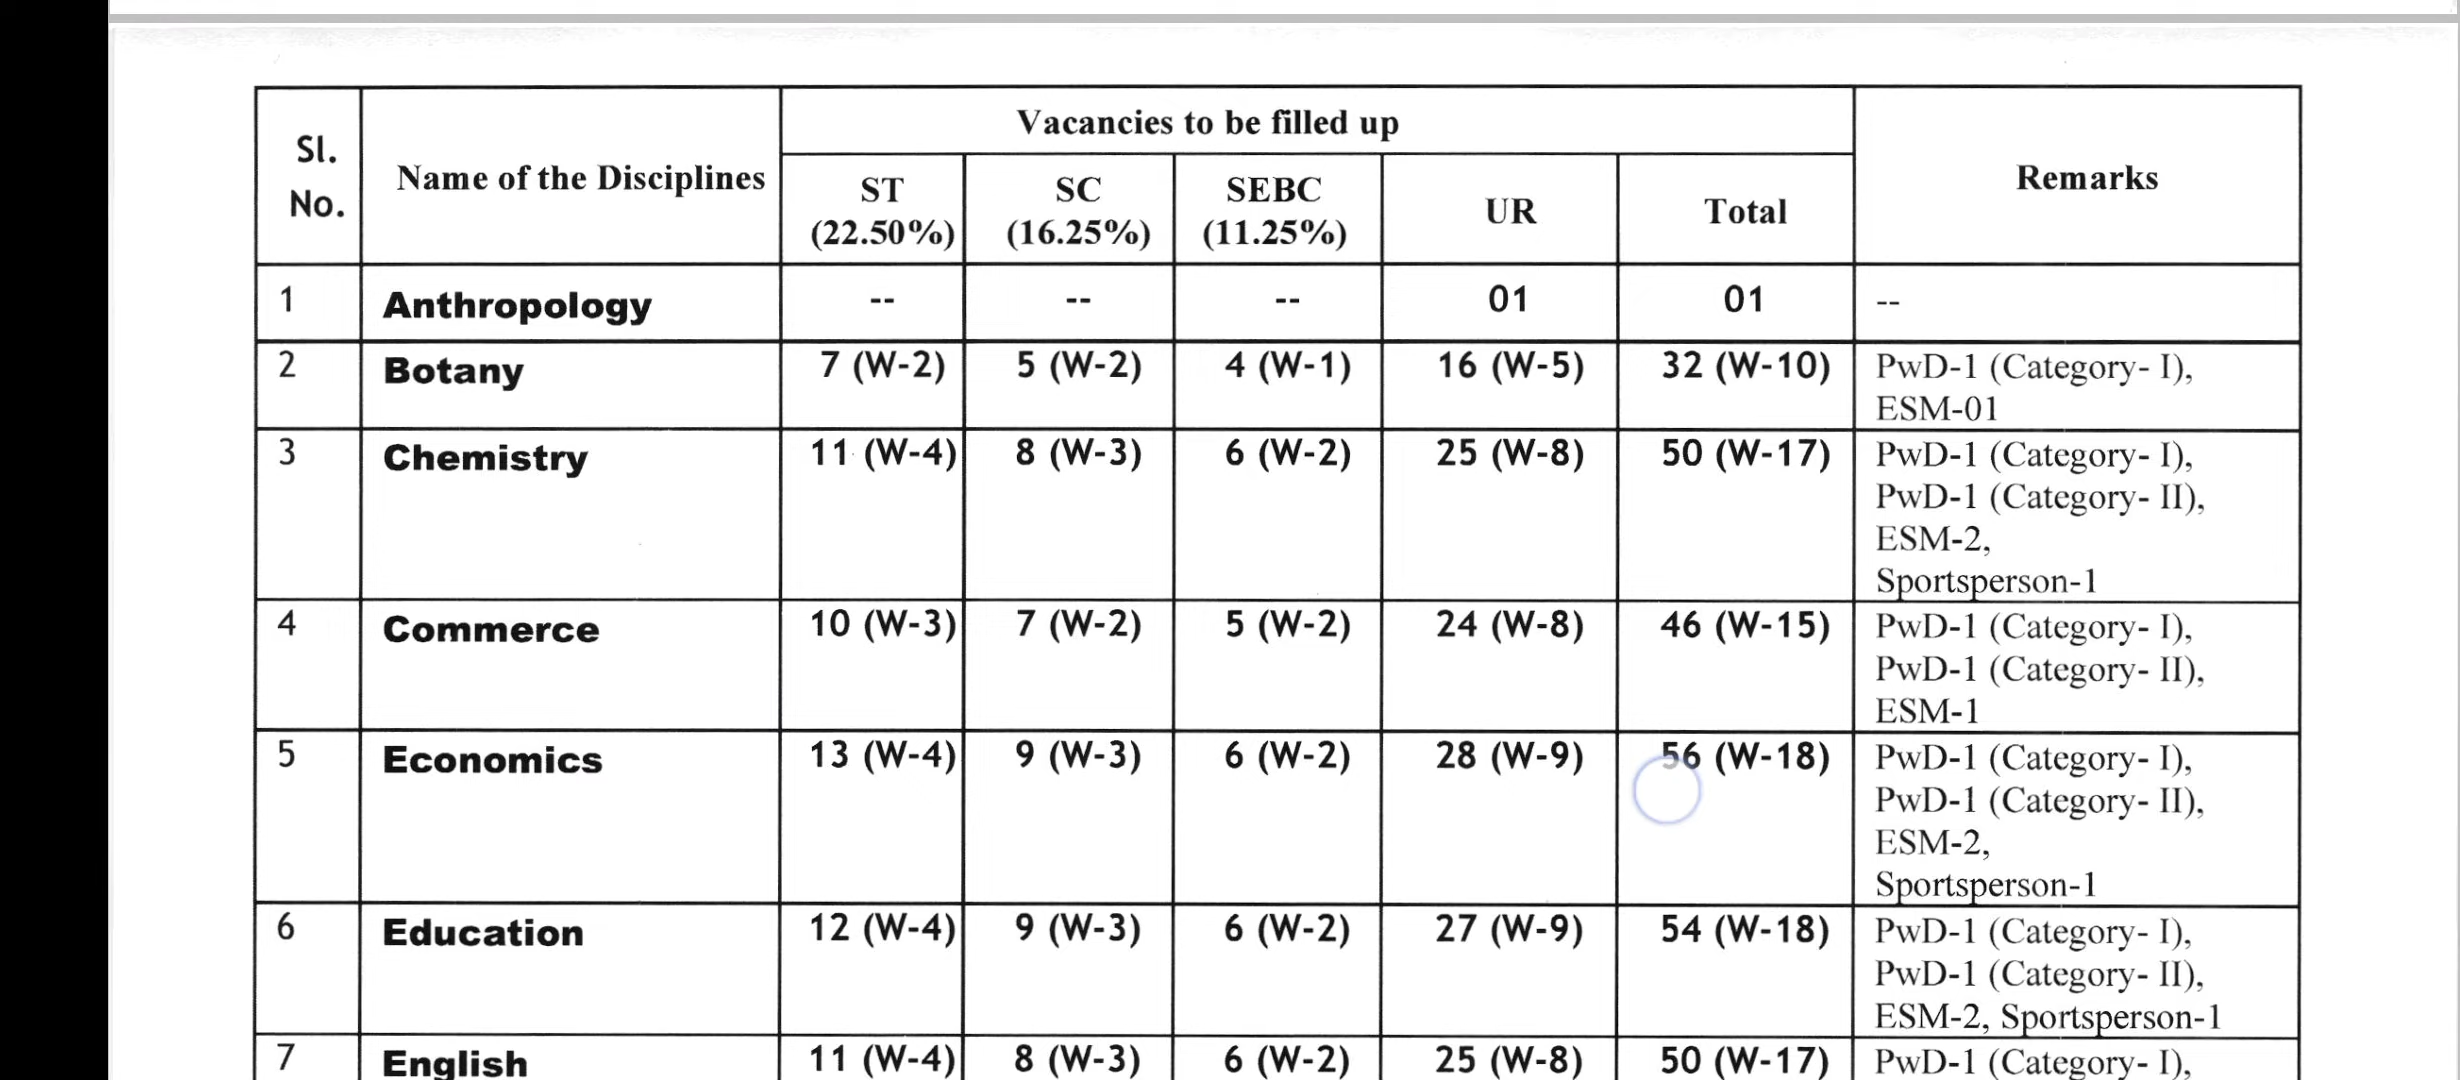 Sl. No.
Name of the Disciplines
Vacancies to be filled up
Remarks
ST (22.50%)
SC (16.25%)
SEBC (11.25%)
UR
Total
1 Anthropology -- -- -- 01 01 --
2 Botany 7 (W-2) 5 (W-2) 4 (W-1) 16 (W-5) 32 (W-10) PwD-1 (Category- I),
ESM-01
3 Chemistry 11 (W-4) 8 (W-3) 6 (W-2) 25 (W-8) 50 (W-17) PwD-1 (Category- I),
PwD-1 (Category- II),
ESM-2,
Sportsperson-1
4 Commerce 10 (W-3) 7 (W-2) 5 (W-2) 24 (W-8) 46 (W-15) PwD-1 (Category- I),
PwD-1 (Category- II),
ESM-1
5 Economics 13 (W-4) 9 (W-3) 6 (W-2) 28 (W-9) 56 (W-18) PwD-1 (Category- I),
PwD-1 (Category- II),
ESM-2,
Sportsperson-1
6 Education 12 (W-4) 9 (W-3) 6 (W-2) 27 (W-9) 54 (W-18) PwD-1 (Category- I),
PwD-1 (Category- II),
ESM-2, Sportsperson-1
7 English 11 (W-4) 8 (W-3) 6 (W-2) 25 (W-8) 50 (W-17) PwD-1 (Category- I),